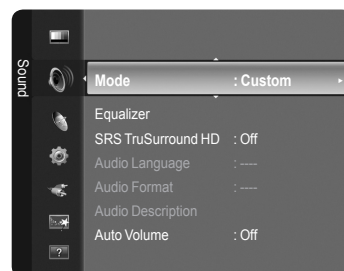 Sound
Mode : Custom
Equalizer
SRS TruSurround HD : Off
Audio Language : ----
Audio Format : ----
Audio Description
Auto Volume : Off
?